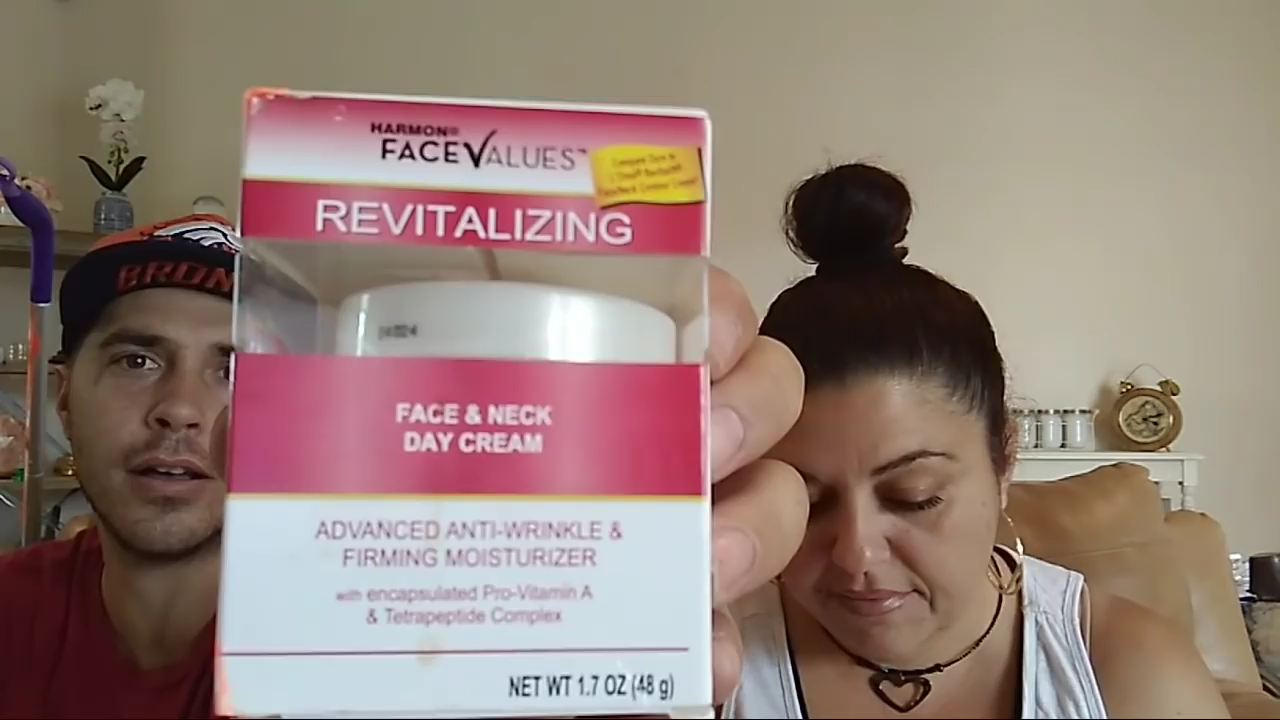 HARMON®
FACE VALUES™
REVITALIZING
FACE & NECK
DAY CREAM
ADVANCED ANTI-WRINKLE &
FIRMING MOISTURIZER
with encapsulated Pro-Vitamin A
& Tetrapeptide Complex
NET WT 1.7 OZ (48 g)
BRON